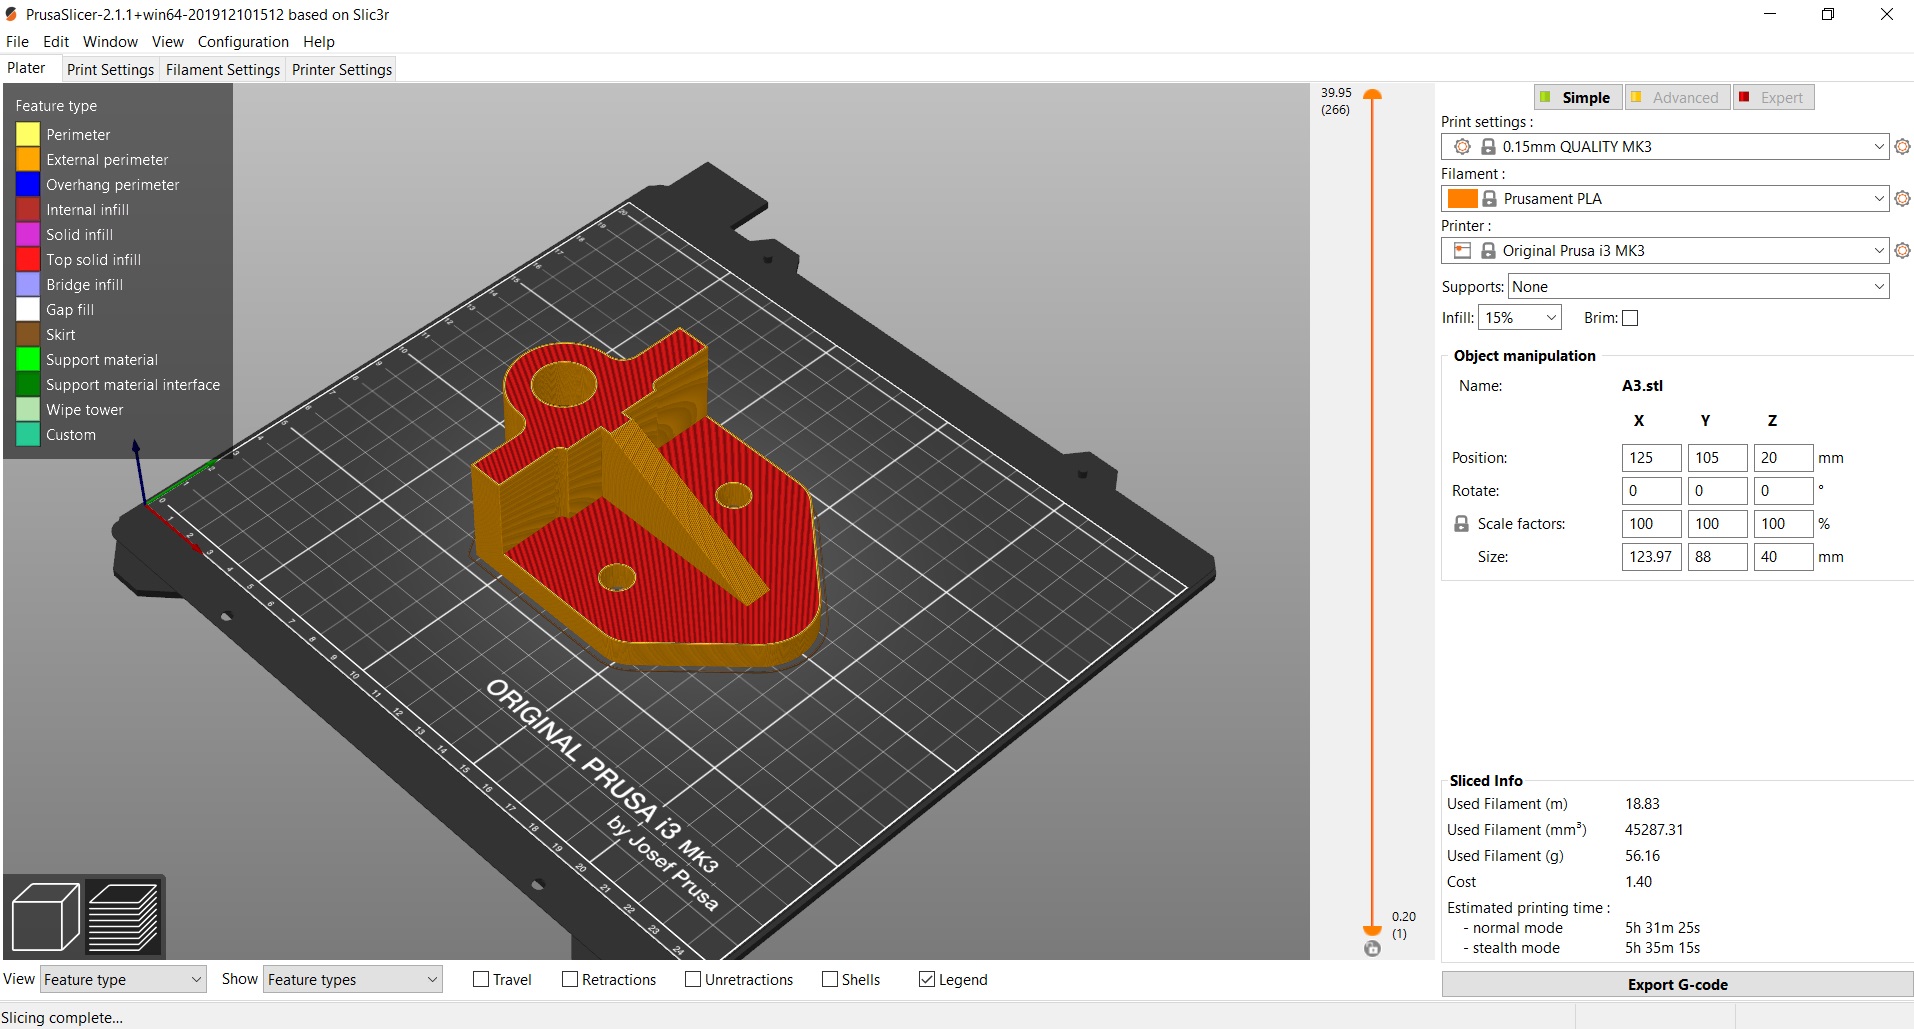 PrusaSlicer-2.1.1+win64-201912101512 based on Slic3r
File Edit Window View Configuration Help
Plater Print Settings Filament Settings Printer Settings
Feature type
Perimeter
External perimeter
Overhang perimeter
Internal infill
Solid infill
Top solid infill
Bridge infill
Gap fill
Skirt
Support material
Support material interface
Wipe tower
Custom
ORIGINAL PRUSA i3 MK3
by Josef Prusa
39.95
(266)
0.20
(1)
Simple Advanced Expert
Print settings :
0.15mm QUALITY MK3
Filament :
Prusament PLA
Printer :
Original Prusa i3 MK3
Supports: None
Infill: 15% Brim:
Object manipulation
Name: A3.stl
X Y Z
Position: 125 105 20 mm
Rotate: 0 0 0 °
Scale factors: 100 100 100 %
Size: 123.97 88 40 mm
Sliced Info
Used Filament (m) 18.83
Used Filament (mm³) 45287.31
Used Filament (g) 56.16
Cost 1.40
Estimated printing time :
- normal mode 5h 31m 25s
- stealth mode 5h 35m 15s
Export G-code
View Feature type Show Feature types Travel Retractions Unretractions Shells Legend
Slicing complete...